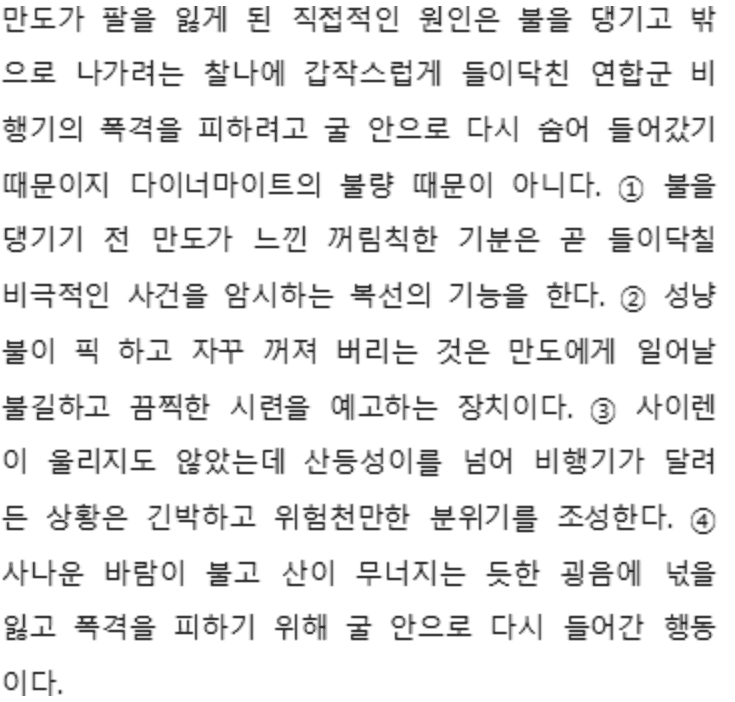 만도가 팔을 잃게 된 직접적인 원인은 불을 댕기고 밖
으로 나가려는 찰나에 갑작스럽게 들이닥친 연합군 비
행기의 폭격을 피하려고 굴 안으로 다시 숨어 들어갔기
때문이지 다이너마이트의 불량 때문이 아니다. ① 불을
댕기기 전 만도가 느낀 꺼림칙한 기분은 곧 들이닥칠
비극적인 사건을 암시하는 복선의 기능을 한다. ② 성냥
불이 픽 하고 자꾸 꺼져 버리는 것은 만도에게 일어날
불길하고 끔찍한 시련을 예고하는 장치이다. ③ 사이렌
이 울리지도 않았는데 산등성이를 넘어 비행기가 달려
든 상황은 긴박하고 위험천만한 분위기를 조성한다. ④
사나운 바람이 불고 산이 무너지는 듯한 굉음에 넋을
잃고 폭격을 피하기 위해 굴 안으로 다시 들어간 행동
이다.